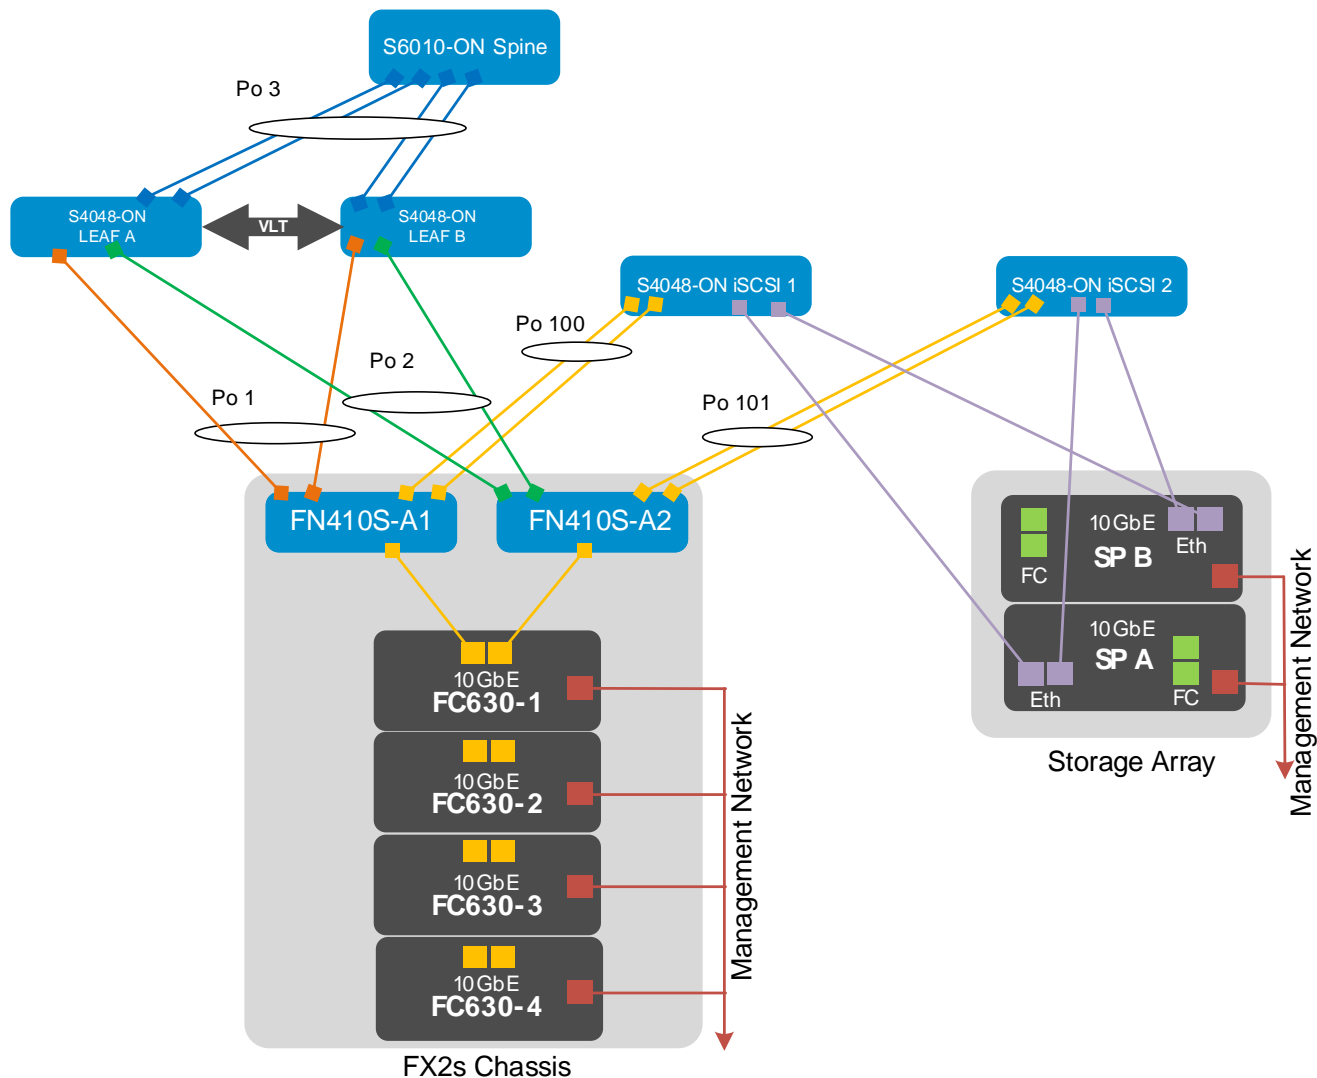 S6010-ON Spine
Po 3
S4048-ON
LEAF A
VLT
S4048-ON
LEAF B
S4048-ON iSCSI 1
S4048-ON iSCSI 2
Po 100
Po 2
Po 1
Po 101
FN410S-A1
FN410S-A2
10GbE
SP B
Eth
FC
10GbE
SP A
Eth
FC
Management Network
Storage Array
10GbE
FC630-1
10GbE
FC630-2
10GbE
FC630-3
10GbE
FC630-4
Management Network
FX2s Chassis